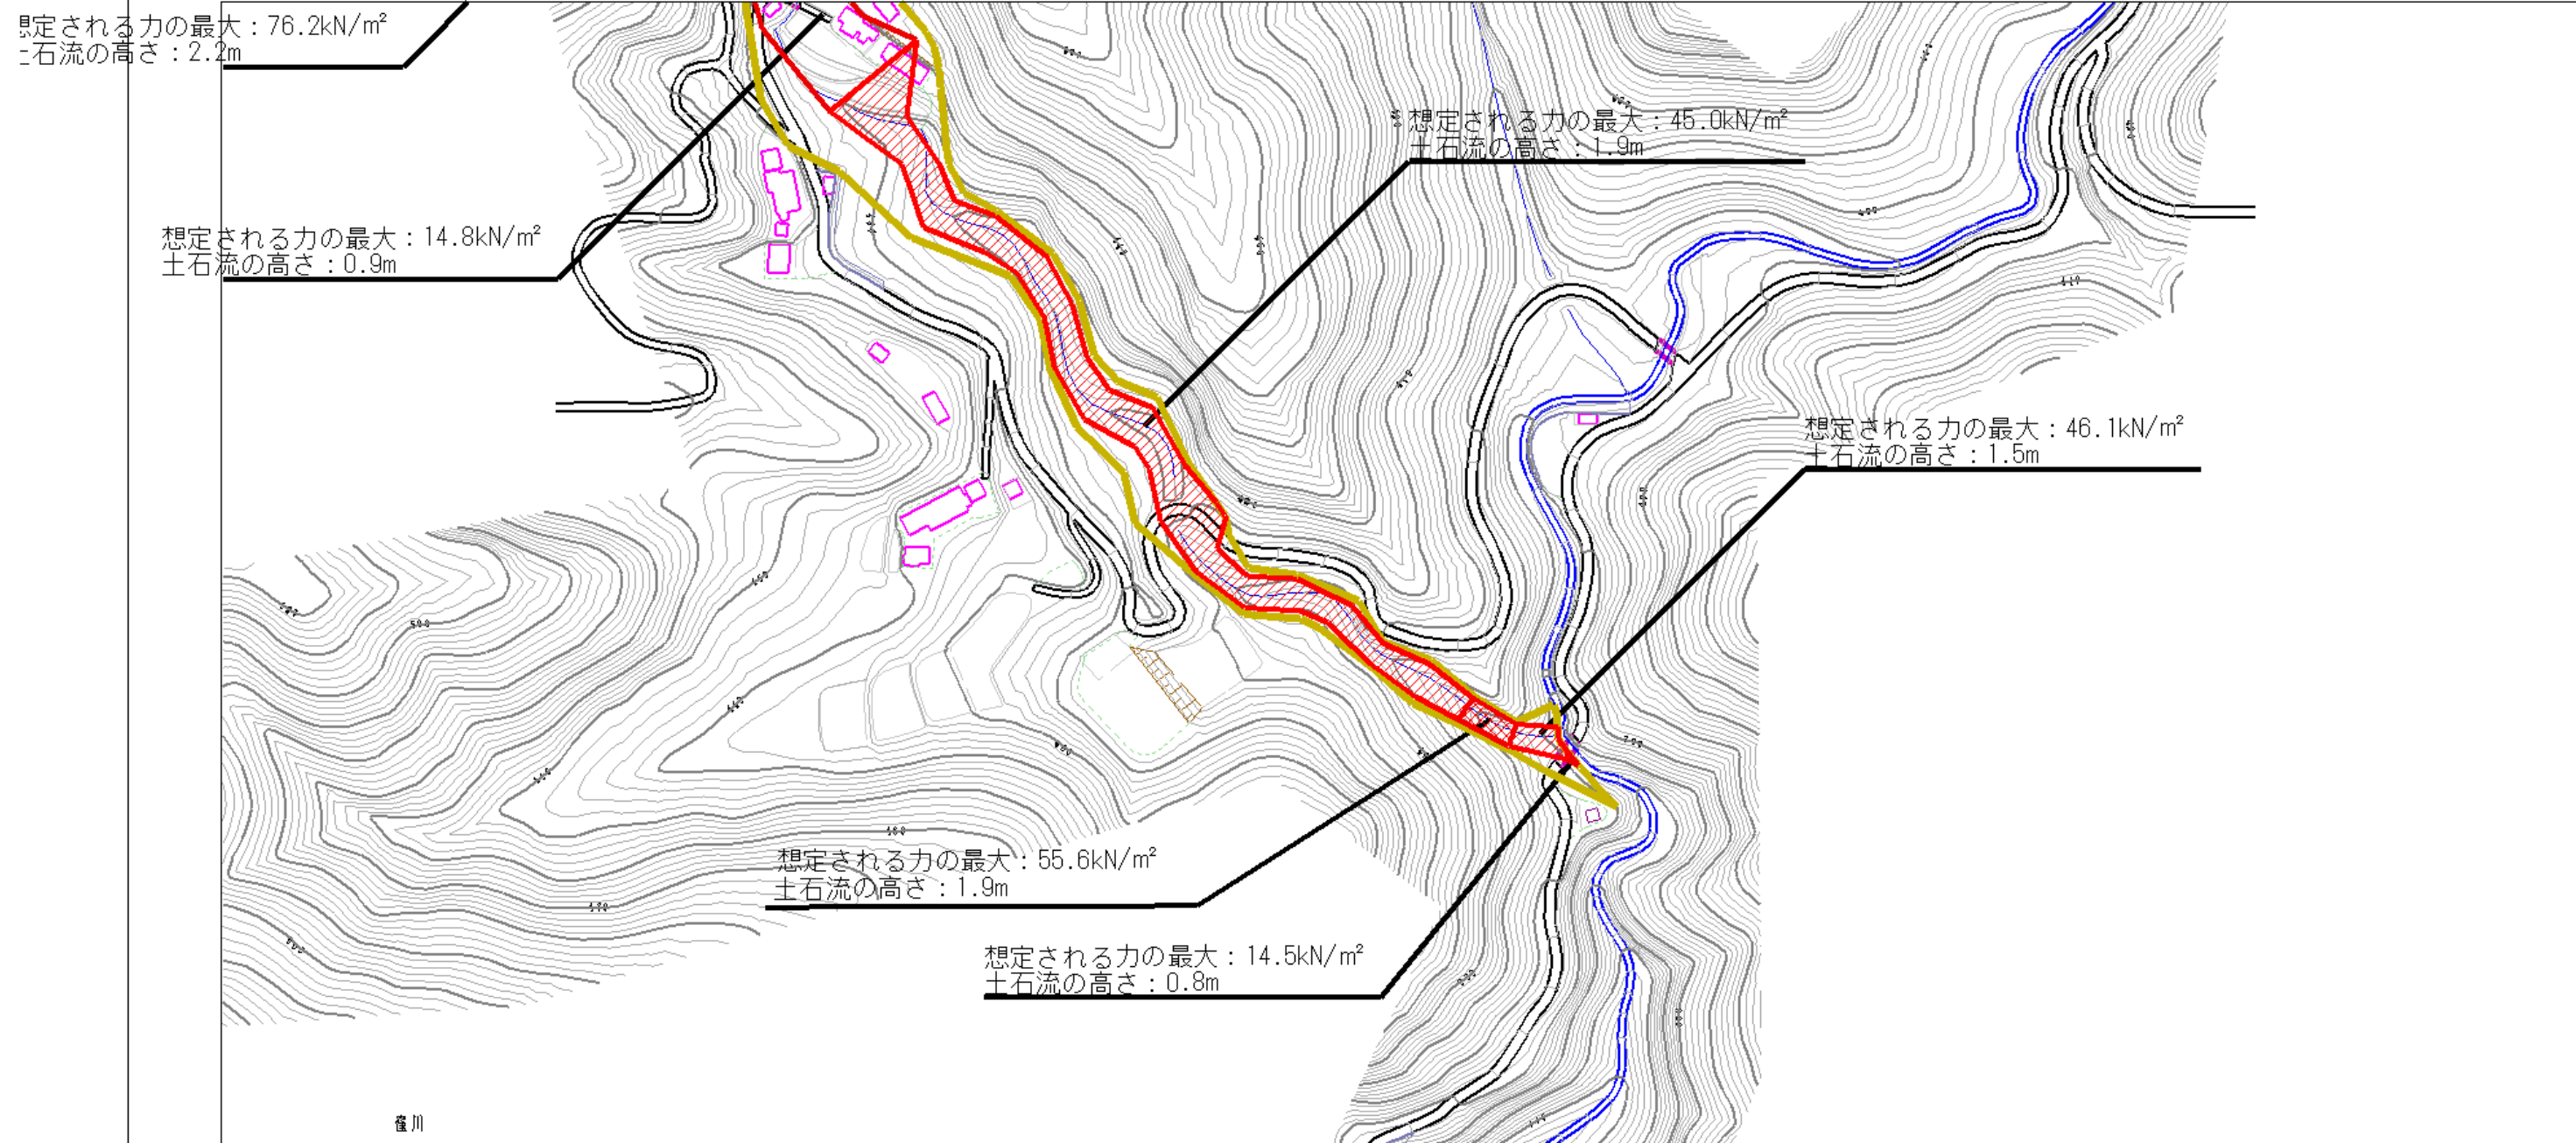 想定される力の最大：76.2kN/m²
土石流の高さ：2.2m
想定される力の最大：45.0kN/m²
土石流の高さ：1.9m
想定される力の最大：14.8kN/m²
土石流の高さ：0.9m
想定される力の最大：46.1kN/m²
土石流の高さ：1.5m
想定される力の最大：55.6kN/m²
土石流の高さ：1.9m
想定される力の最大：14.5kN/m²
土石流の高さ：0.8m